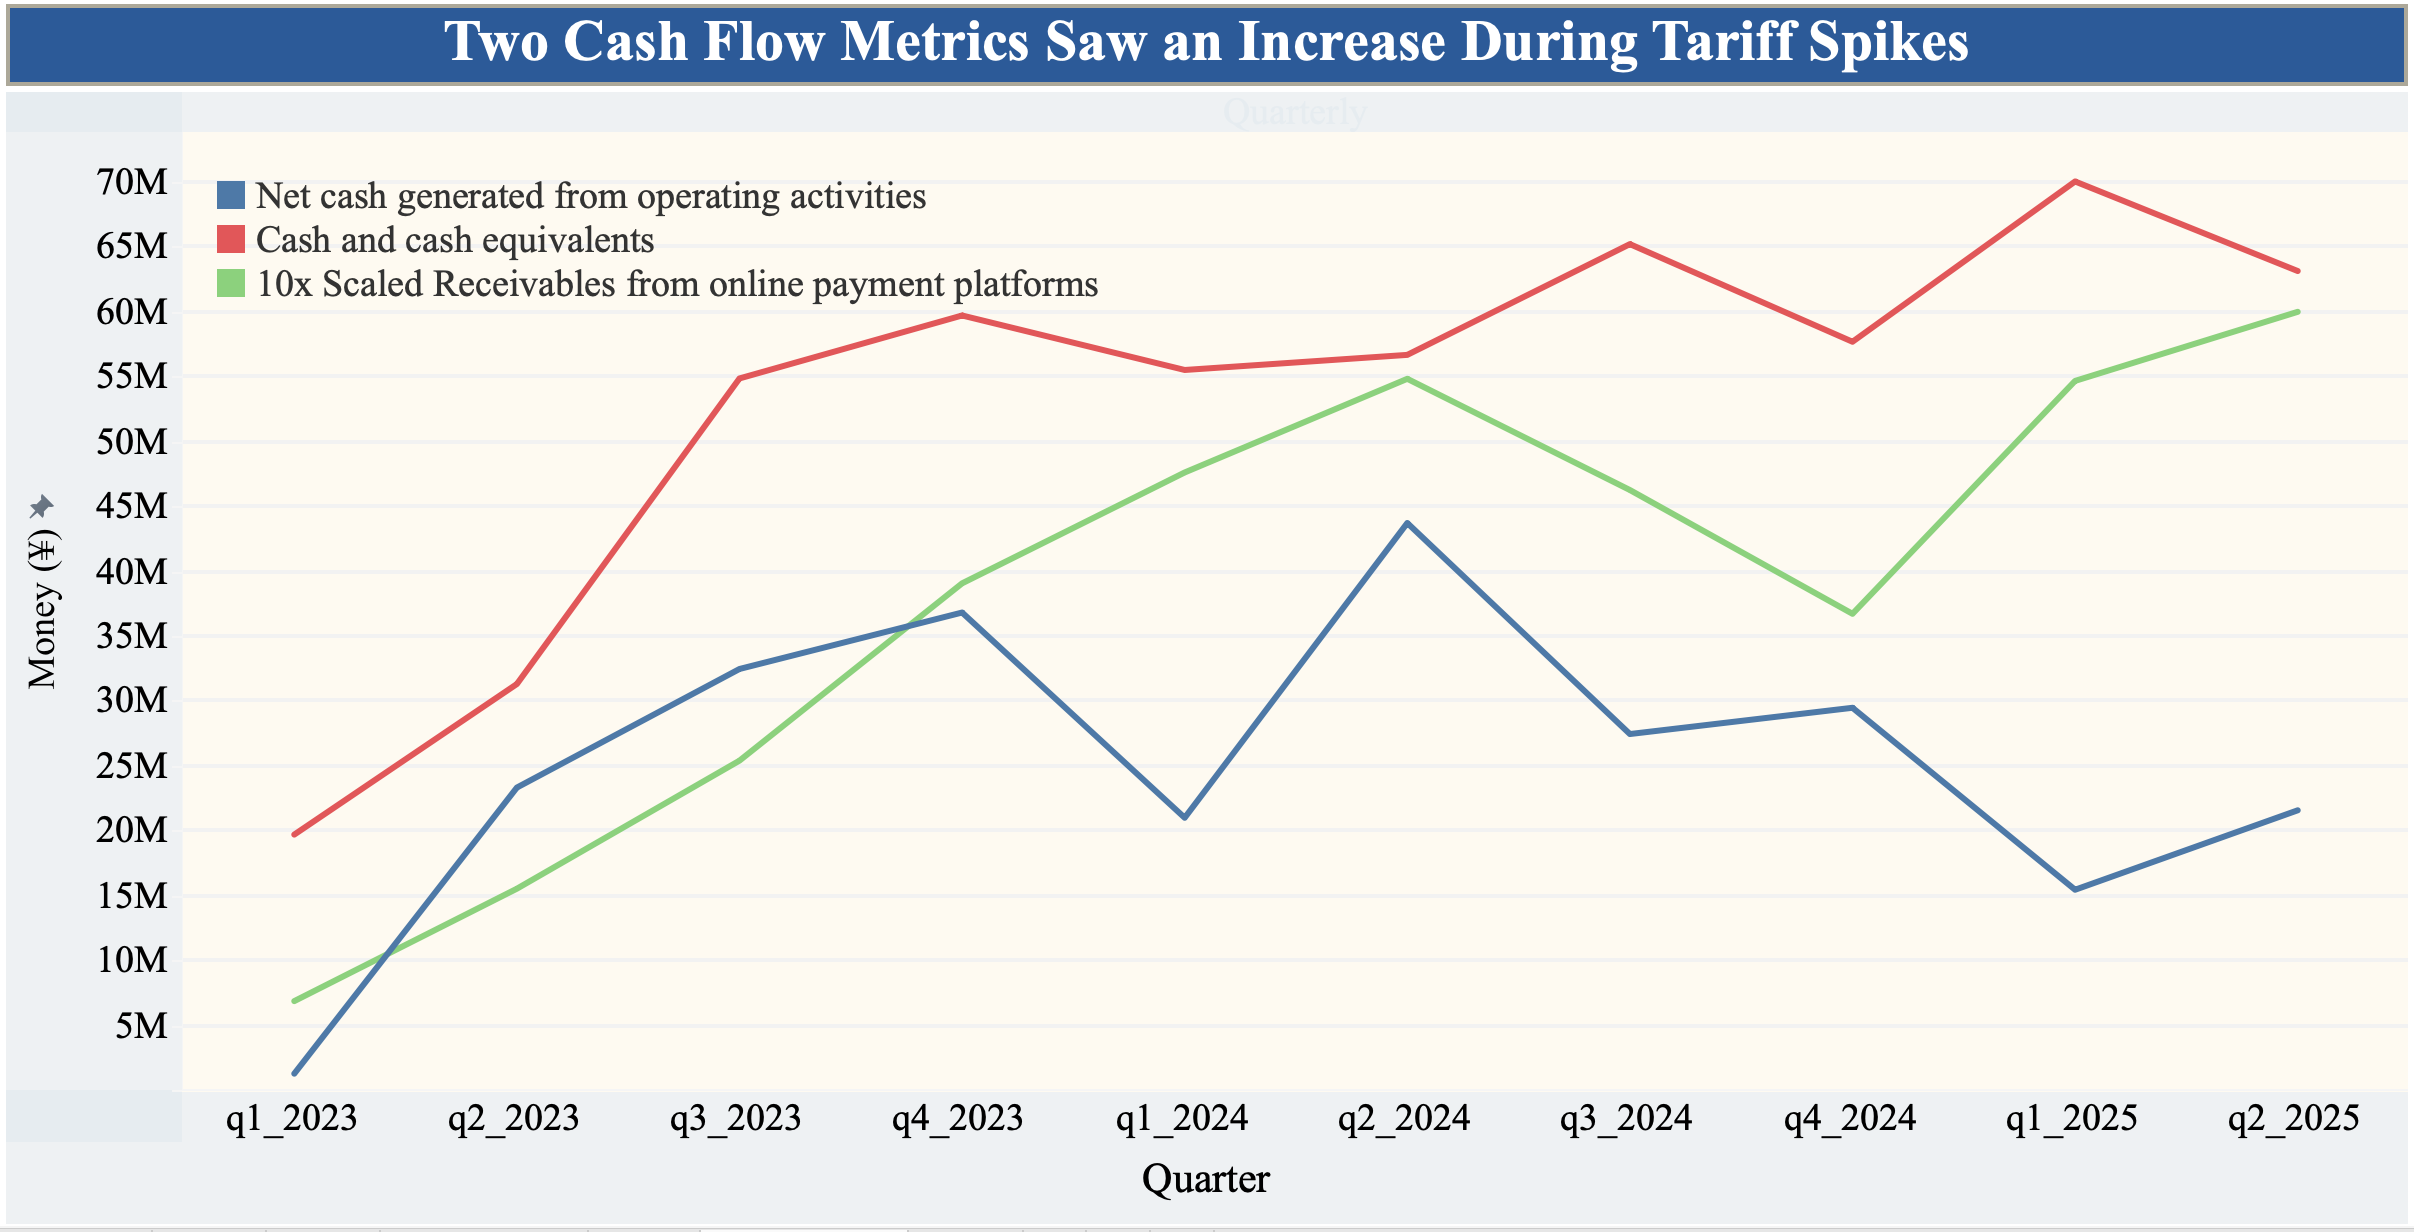 Two Cash Flow Metrics Saw an Increase During Tariff Spikes
Quarterly
Net cash generated from operating activities
Cash and cash equivalents
10x Scaled Receivables from online payment platforms
70M
65M
60M
55M
50M
45M
40M
35M
30M
25M
20M
15M
10M
5M
Money (¥)
q1_2023 q2_2023 q3_2023 q4_2023 q1_2024 q2_2024 q3_2024 q4_2024 q1_2025 q2_2025
Quarter